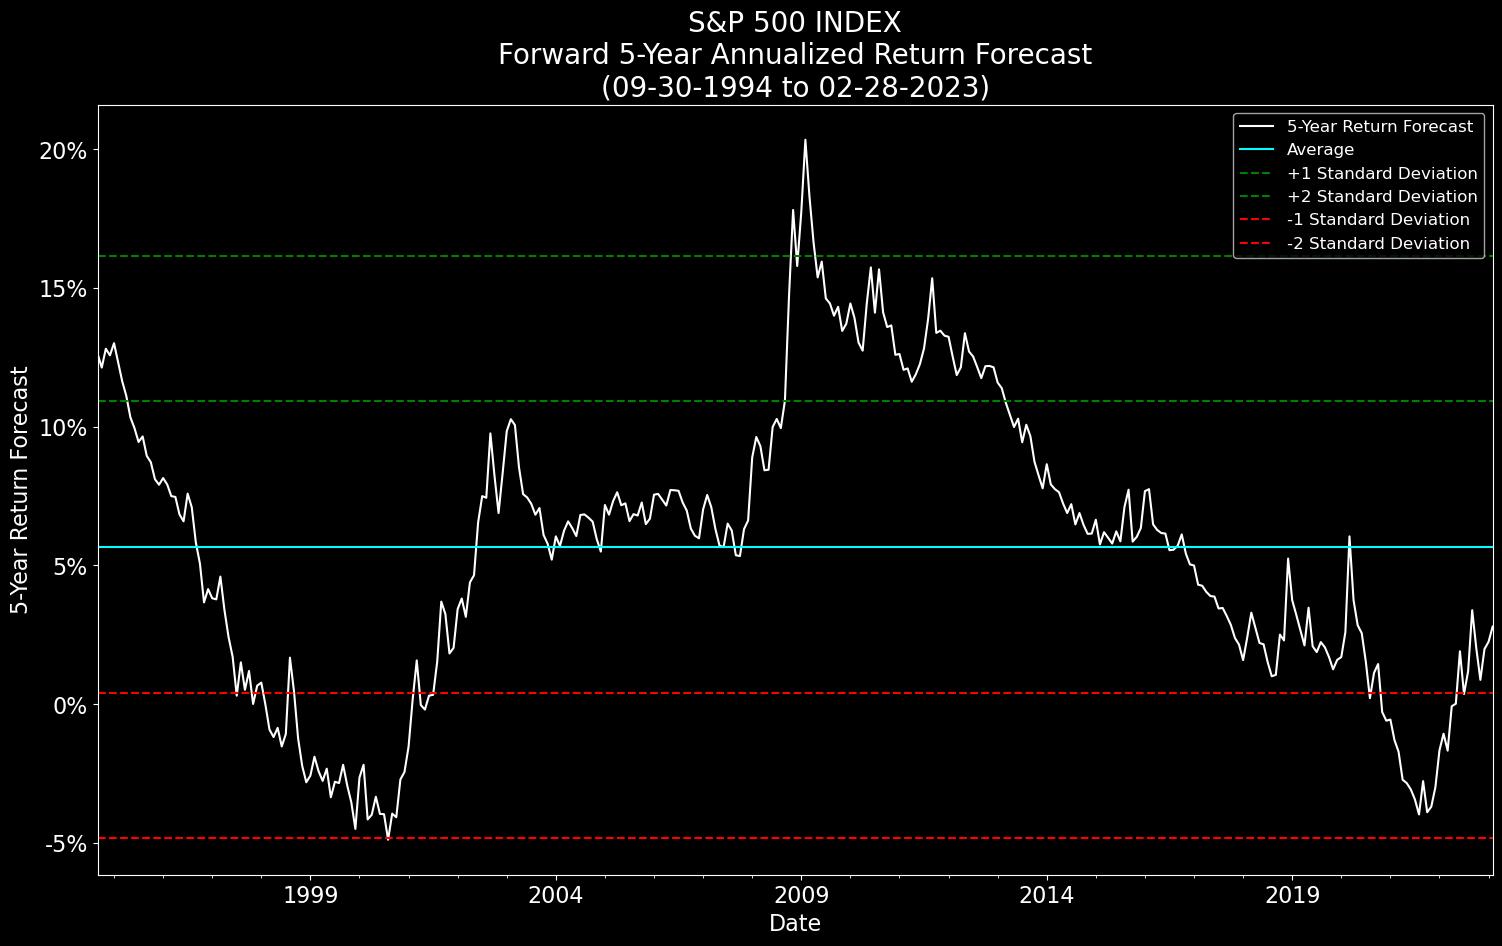 S&P 500 INDEX
Forward 5-Year Annualized Return Forecast
(09-30-1994 to 02-28-2023)
5-Year Return Forecast
Average
+1 Standard Deviation
+2 Standard Deviation
-1 Standard Deviation
-2 Standard Deviation
5-Year Return Forecast
20%
15%
10%
5%
0%
-5%
1999 2004 2009 2014 2019
Date